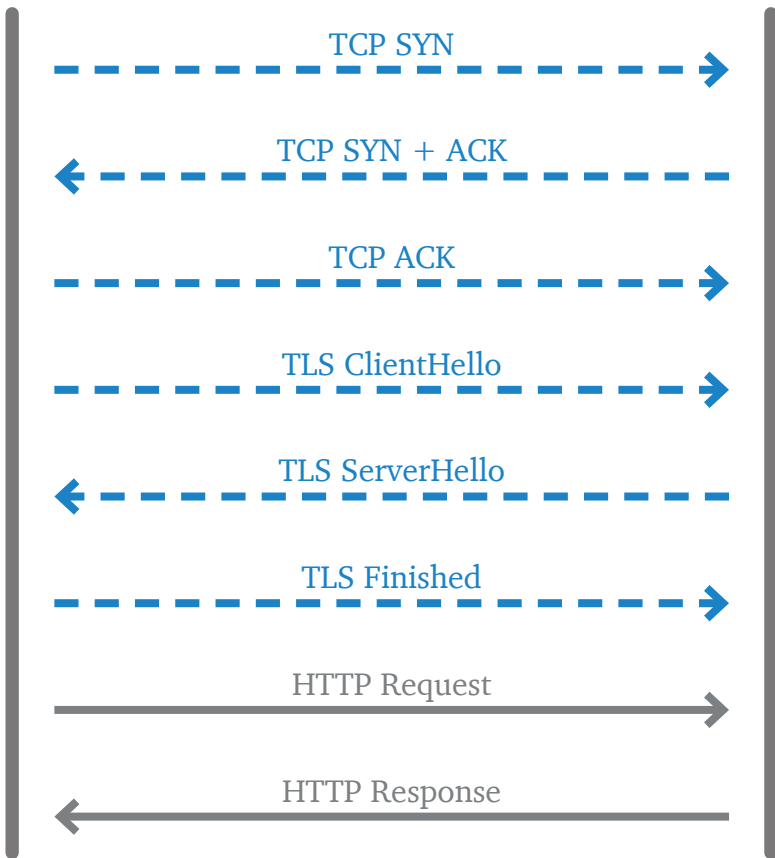 TCP SYN
TCP SYN + ACK
TCP ACK
TLS ClientHello
TLS ServerHello
TLS Finished
HTTP Request
HTTP Response